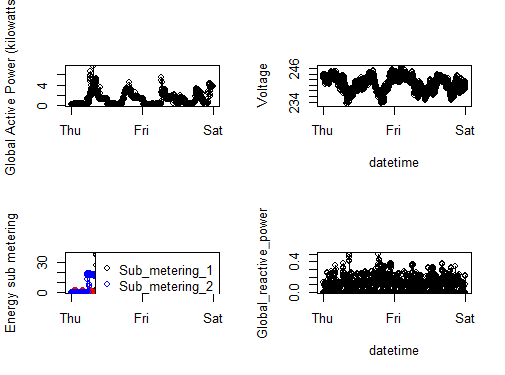 Global Active Power (kilowatts
4
0
Thu Fri Sat
Voltage
246
234
Thu Fri Sat
datetime
Energy sub metering
30
0
Sub_metering_1
Sub_metering_2
Thu Fri Sat
Global_reactive_power
0.4
0.0
Thu Fri Sat
datetime